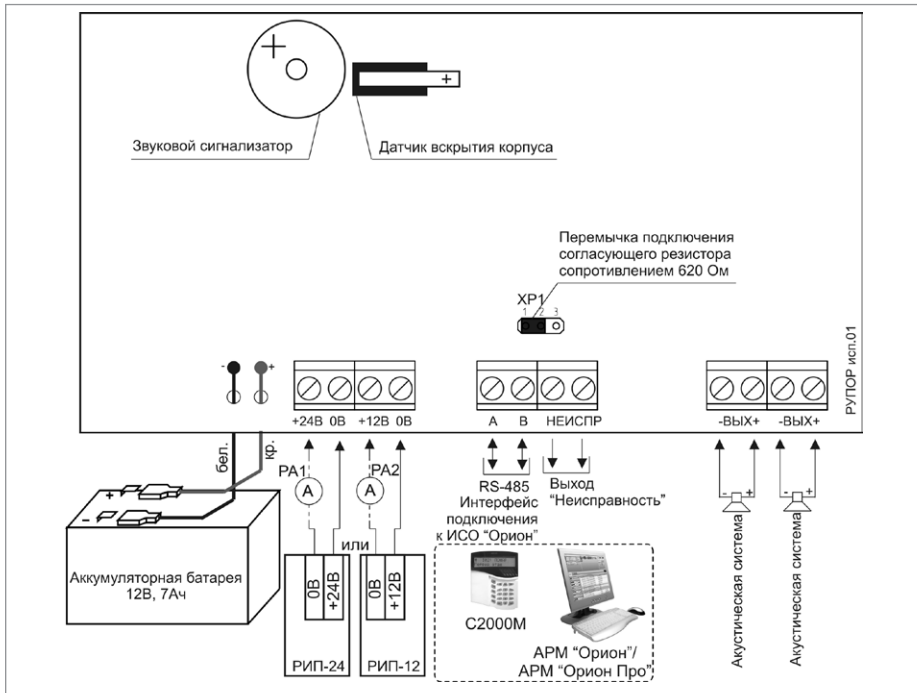 Звуковой сигнализатор
Датчик вскрытия корпуса
Перемычка подключения
согласующего резистора
сопротивлением 620 Ом
XP1
1 2 3
РУПОР исп.01
- +
+24В 0В +12В 0В
А В НЕИСПР
-ВЫХ+ -ВЫХ+
бел.
кр.
PA1
A
PA2
A
RS-485
Интерфейс
подключения
к ИСО “Орион”
Выход
“Неисправность”
- +
- +
Акустическая система
Акустическая система
+
-
Аккумуляторная батарея
12В, 7Ач
или
0В
+24В
0В
+12В
РИП-24
РИП-12
С2000М
АРМ “Орион”/
АРМ “Орион Про”